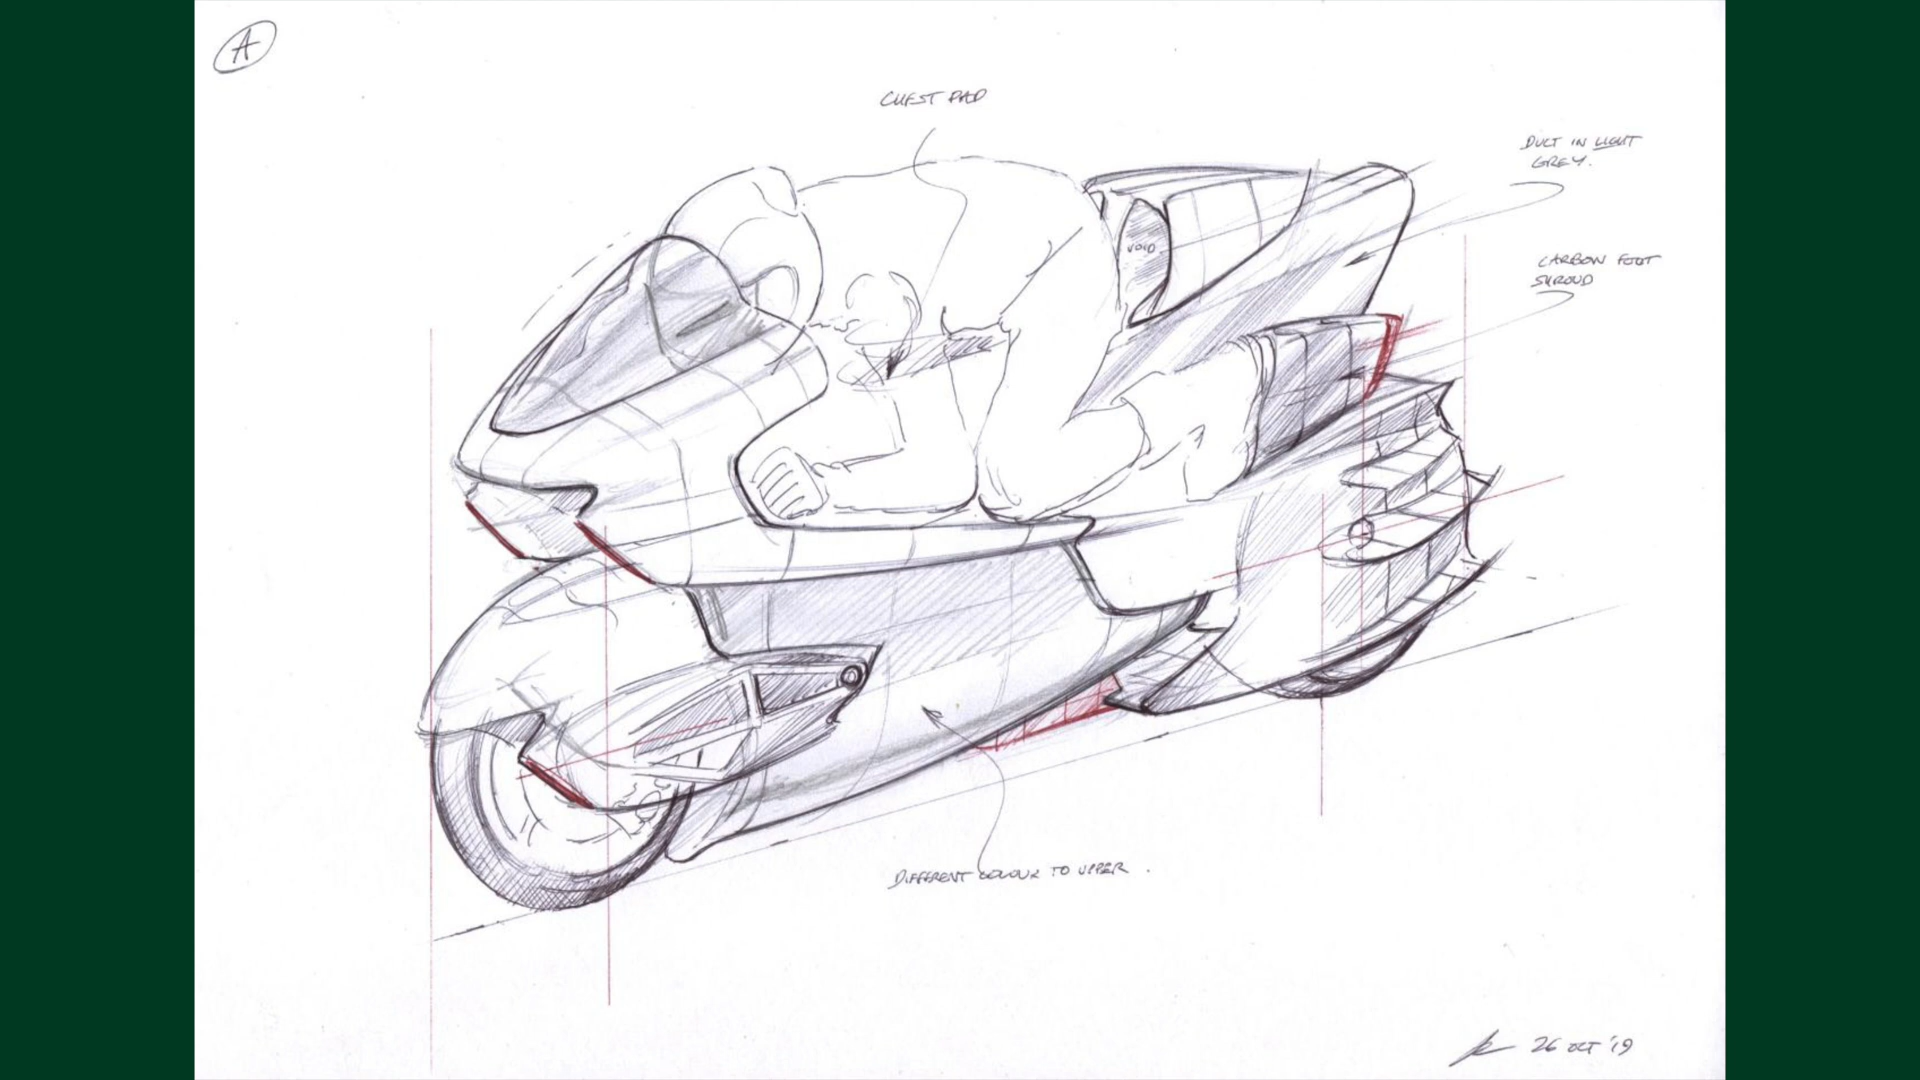 A
CHEST PAD
DUCT IN LIGHT
GREY.
VOID
CARBON FOOT
SHROUD
DIFFERENT COLOUR TO UPPER.
26 OCT '19